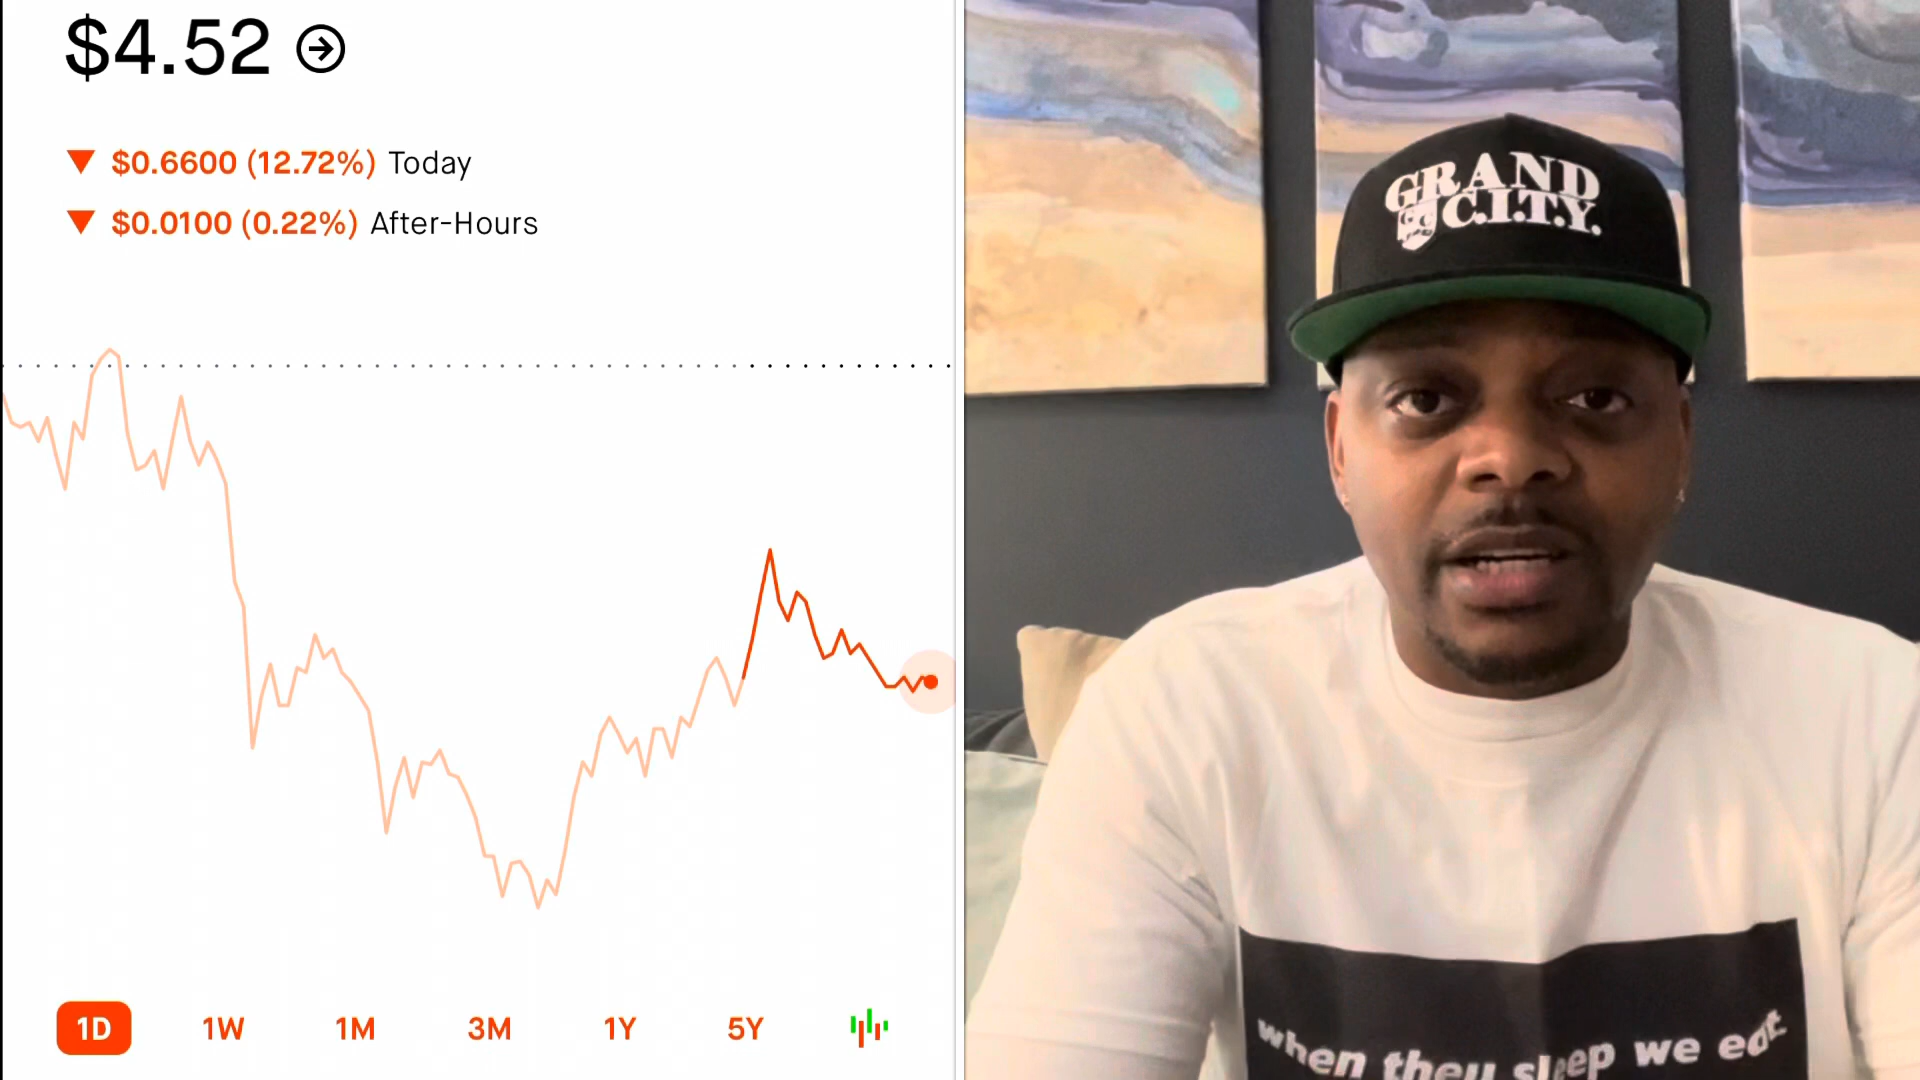 $4.52
▼ $0.6600 (12.72%) Today
▼ $0.0100 (0.22%) After-Hours
1D 1W 1M 3M 1Y 5Y
GRAND
C.I.T.Y.
when they sleep we eat.